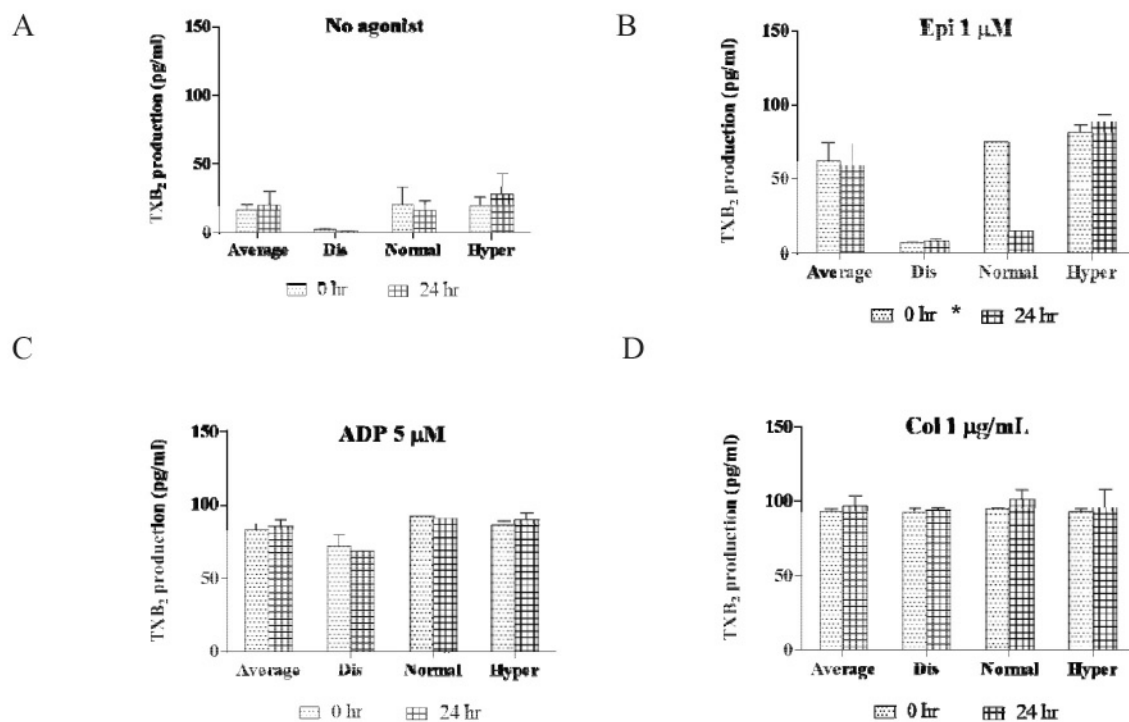 A
No agonist
TXB₂ production (pg/ml)
150
100
50
0
Average Dis Normal Hyper
0 hr 24 hr
B
Epi 1 µM
TXB₂ production (pg/ml)
150
100
50
0
Average Dis Normal Hyper
0 hr * 24 hr
C
ADP 5 µM
TXB₂ production (pg/ml)
150
100
50
0
Average Dis Normal Hyper
0 hr 24 hr
D
Col 1 µg/mL
TXB₂ production (pg/ml)
150
100
50
0
Average Dis Normal Hyper
0 hr 24 hr